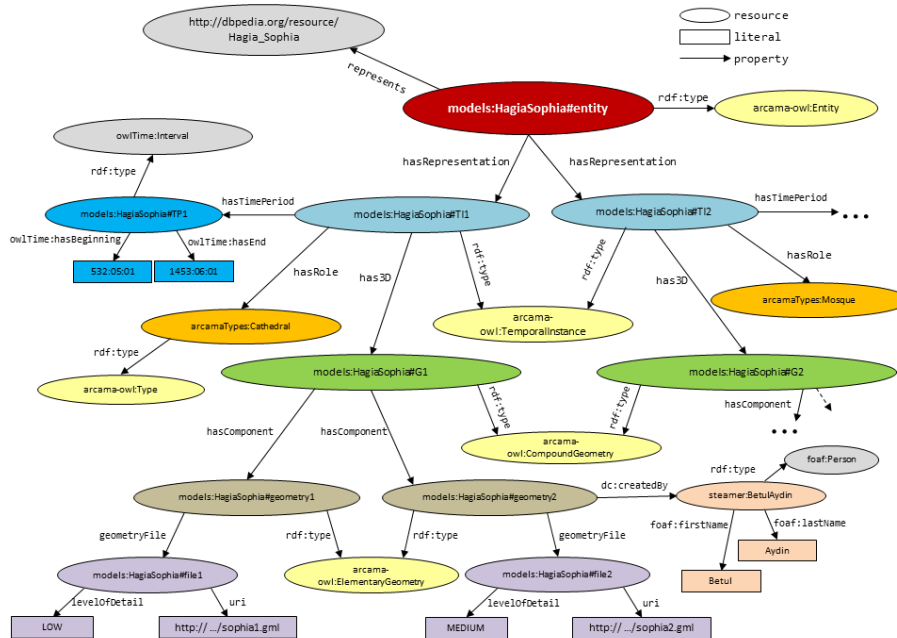 http://dbpedia.org/resource/
Hagia_Sophia
resource
literal
property
represents
models:HagiaSophia#entity
rdf:type
arcama-owl:Entity
owlTime:Interval
rdf:type
hasRepresentation
hasRepresentation
models:HagiaSophia#TP1
hasTimePeriod
models:HagiaSophia#TI1
models:HagiaSophia#TI2
hasTimePeriod
...
owlTime:hasBeginning
owlTime:hasEnd
532:05:01
1453:06:01
hasRole
has3D
rdf:type
rdf:type
has3D
hasRole
arcamaTypes:Cathedral
arcama-
owl:TemporalInstance
arcamaTypes:Mosque
rdf:type
arcama-owl:Type
models:HagiaSophia#G1
models:HagiaSophia#G2
hasComponent
hasComponent
rdf:type
rdf:type
hasComponent
...
arcama-
owl:CompoundGeometry
foaf:Person
rdf:type
models:HagiaSophia#geometry1
models:HagiaSophia#geometry2
dc:createdBy
steamer:BetulAydin
geometryFile
rdf:type
rdf:type
geometryFile
foaf:firstName
foaf:lastName
Aydin
Betul
models:HagiaSophia#file1
arcama-
owl:ElementaryGeometry
models:HagiaSophia#file2
levelOfDetail
uri
levelOfDetail
uri
LOW
http:// .../sophia1.gml
MEDIUM
http:// .../sophia2.gml